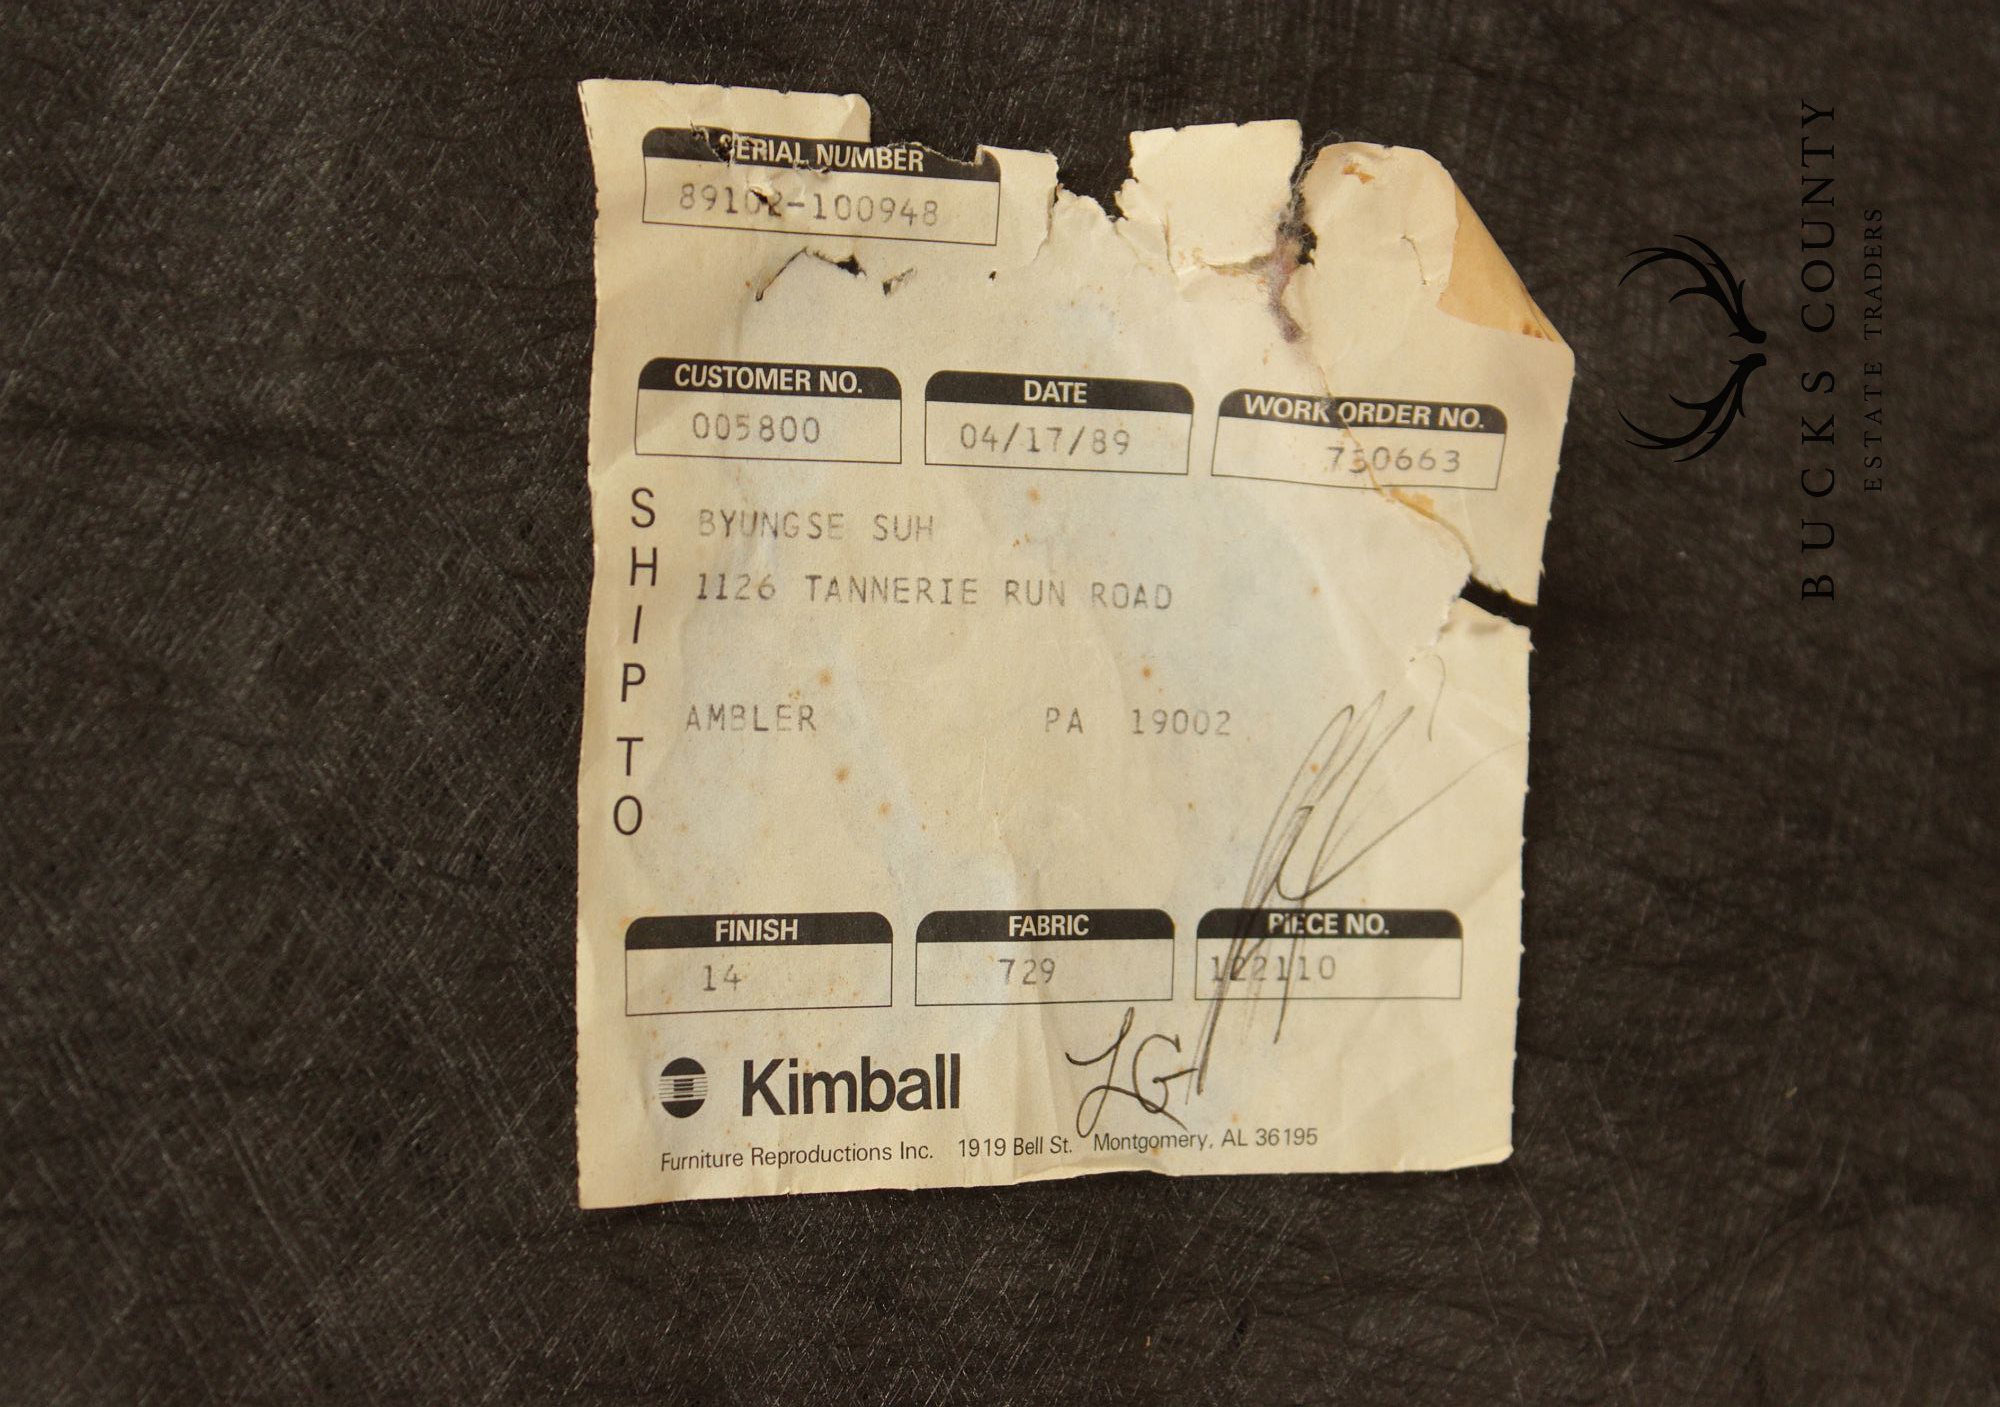 SERIAL NUMBER
89102-100948
CUSTOMER NO. DATE WORK ORDER NO.
005800 04/17/89 730663
SHIP TO
BYUNGSE SUH
1126 TANNERIE RUN ROAD
AMBLER PA 19002
FINISH FABRIC PIECE NO.
14 729 122110
Kimball
LG
Furniture Reproductions Inc. 1919 Bell St. Montgomery, AL 36195
BUCKS COUNTY
ESTATE TRADERS